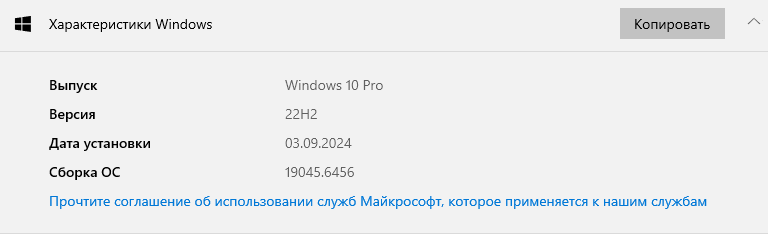 Характеристики Windows Копировать
Выпуск Windows 10 Pro
Версия 22H2
Дата установки 03.09.2024
Сборка ОС 19045.6456
Прочтите соглашение об использовании служб Майкрософт, которое применяется к нашим службам